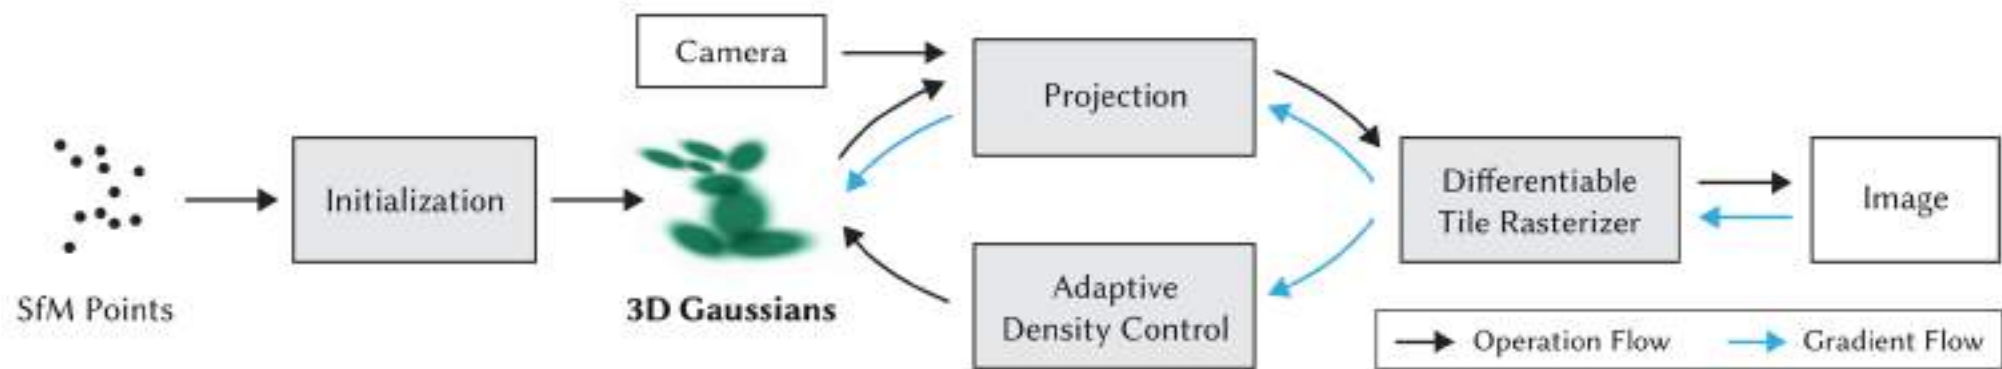 Camera
Projection
Initialization
Differentiable
Tile Rasterizer
Image
SfM Points
3D Gaussians
Adaptive
Density Control
Operation Flow
Gradient Flow